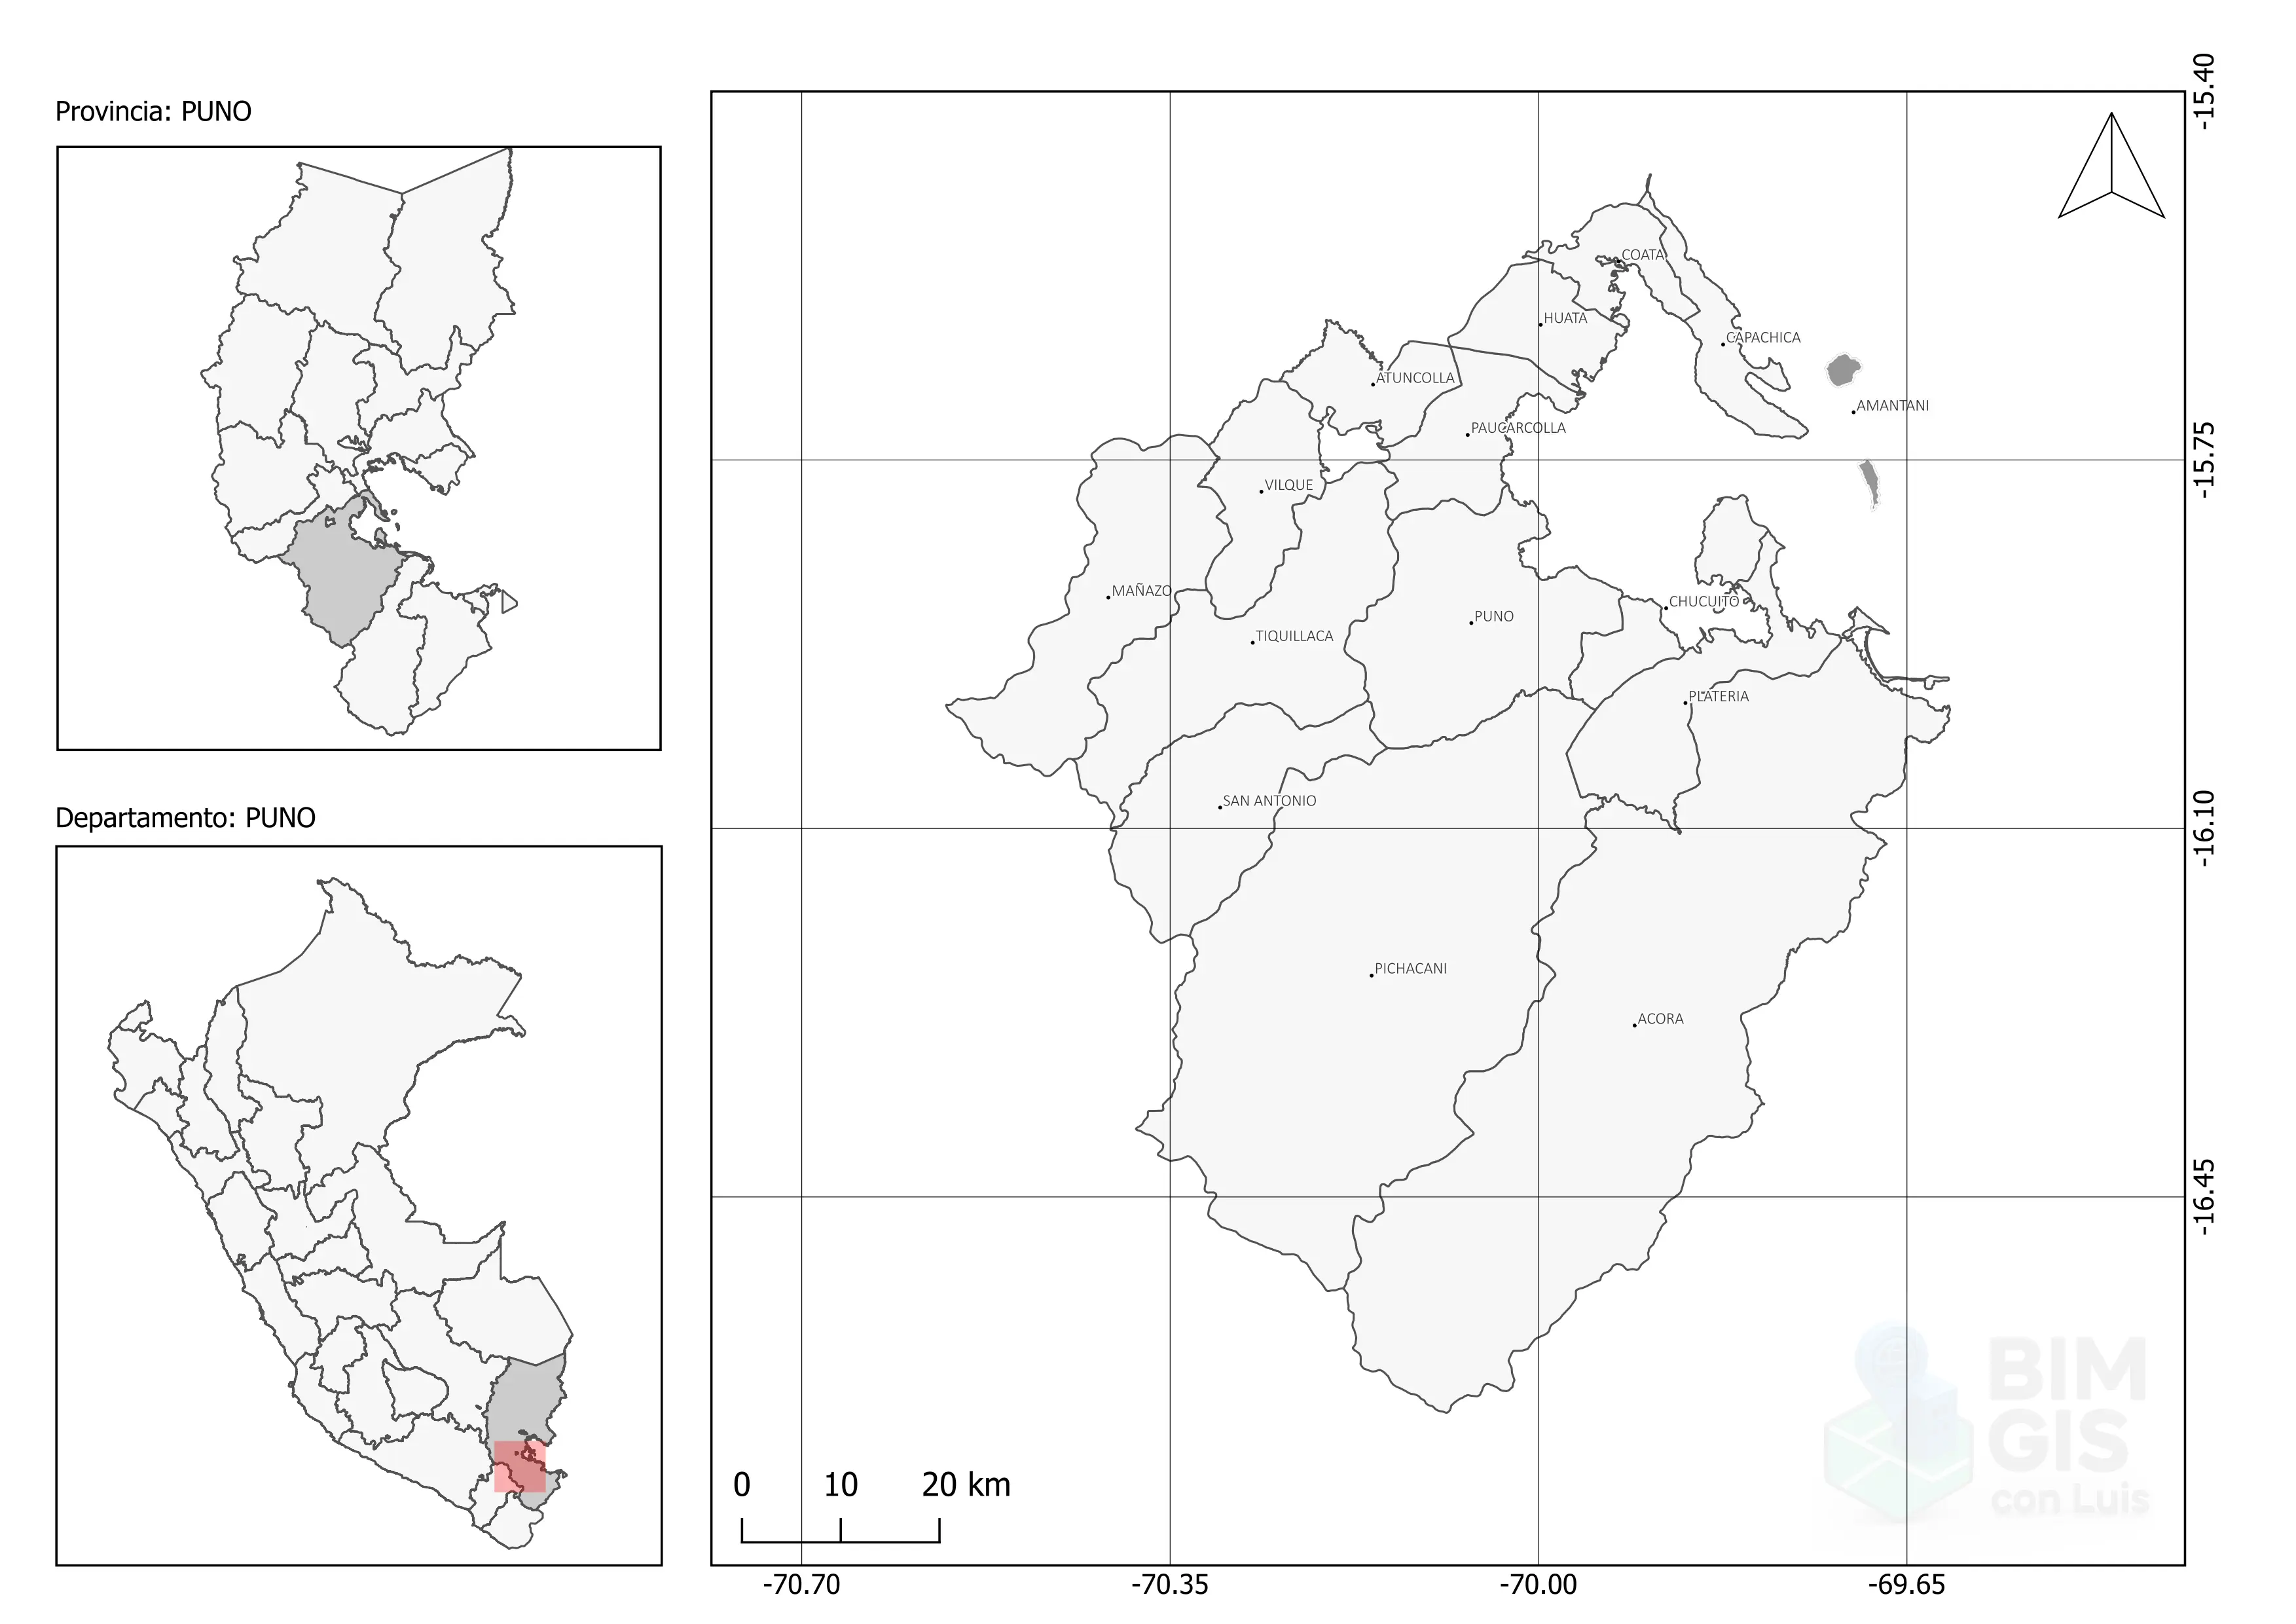 Provincia: PUNO
Departamento: PUNO
COATA
HUATA
CAPACHICA
ATUNCOLLA
AMANTANI
PAUCARCOLLA
VILQUE
MAÑAZO
CHUCUITO
PUNO
TIQUILLACA
PLATERIA
SAN ANTONIO
PICHACANI
ACORA
-15.40
-15.75
-16.10
-16.45
0 10 20 km
-70.70 -70.35 -70.00 -69.65
BIM
GIS
con Luis